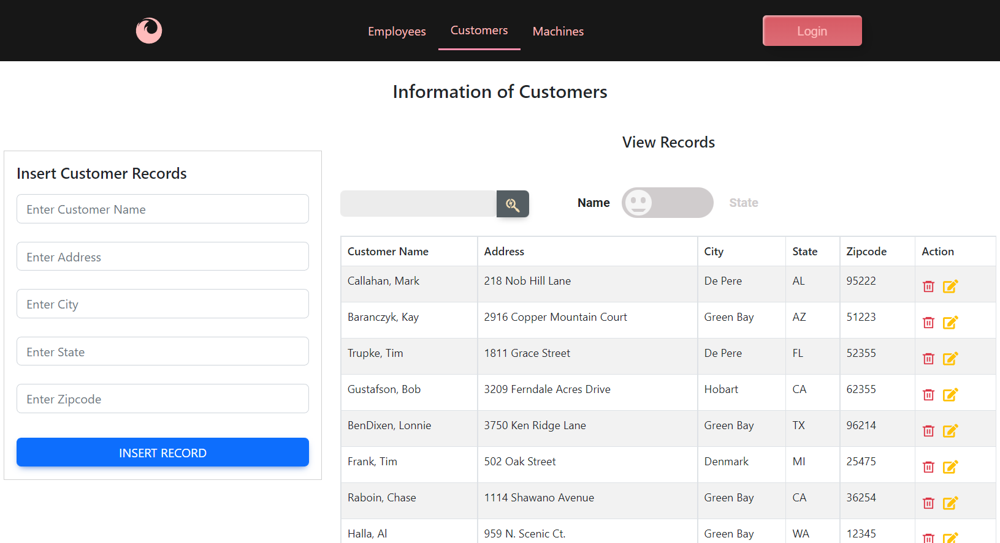 Employees Customers Machines Login
Information of Customers
View Records
Insert Customer Records
Enter Customer Name
Enter Address
Enter City
Enter State
Enter Zipcode
INSERT RECORD
Name State
Customer Name Address City State Zipcode Action
Callahan, Mark 218 Nob Hill Lane De Pere AL 95222
Baranczyk, Kay 2916 Copper Mountain Court Green Bay AZ 51223
Trupke, Tim 1811 Grace Street De Pere FL 52355
Gustafson, Bob 3209 Ferndale Acres Drive Hobart CA 62355
BenDixen, Lonnie 3750 Ken Ridge Lane Green Bay TX 96214
Frank, Tim 502 Oak Street Denmark MI 25475
Raboin, Chase 1114 Shawano Avenue Green Bay CA 36254
Halla, Al 959 N. Scenic Ct. Green Bay WA 12345